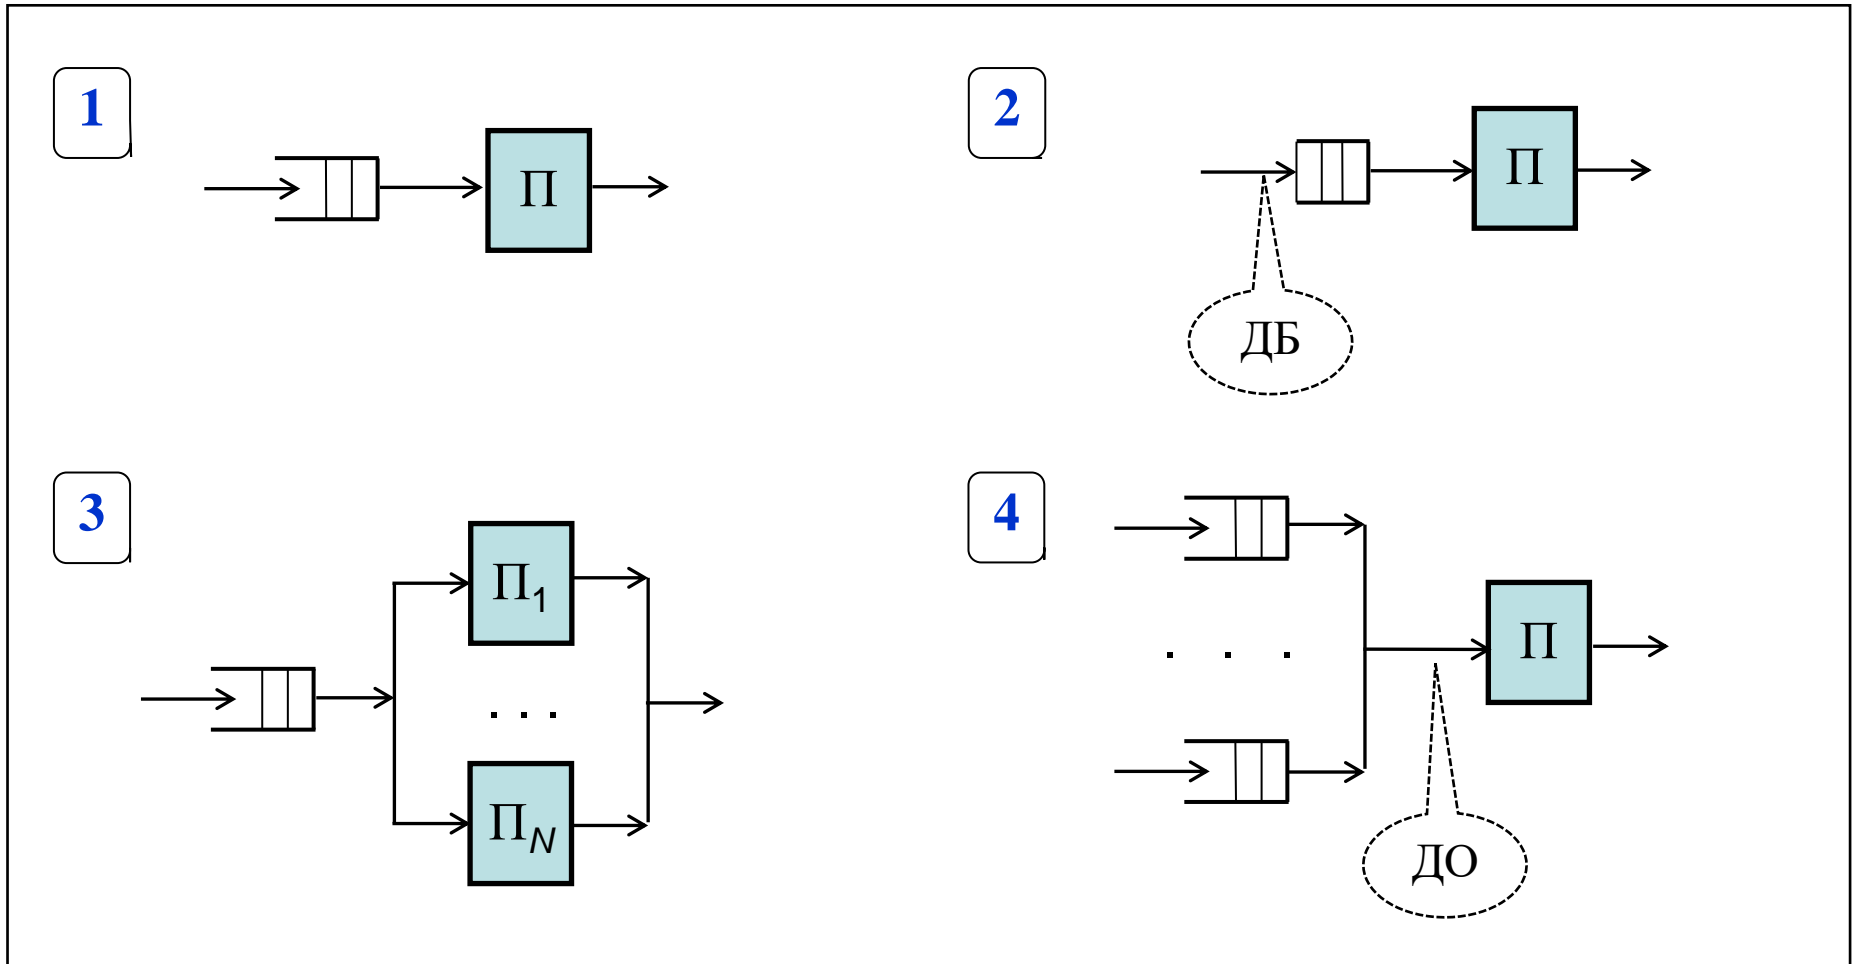 1
П
2
П
ДБ
3
П1
. . .
ПN
4
. . .
П
ДО